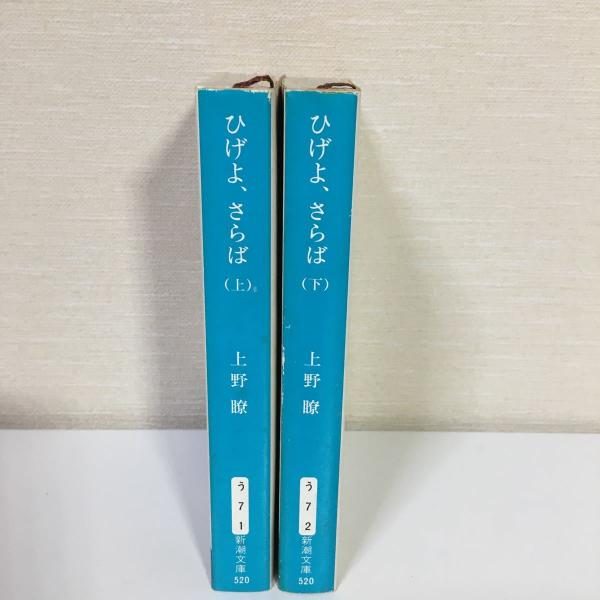 ひげよ、さらば
(上)
上野瞭
う
7
1
新潮文庫
520
ひげよ、さらば
(下)
上野瞭
う
7
2
新潮文庫
520